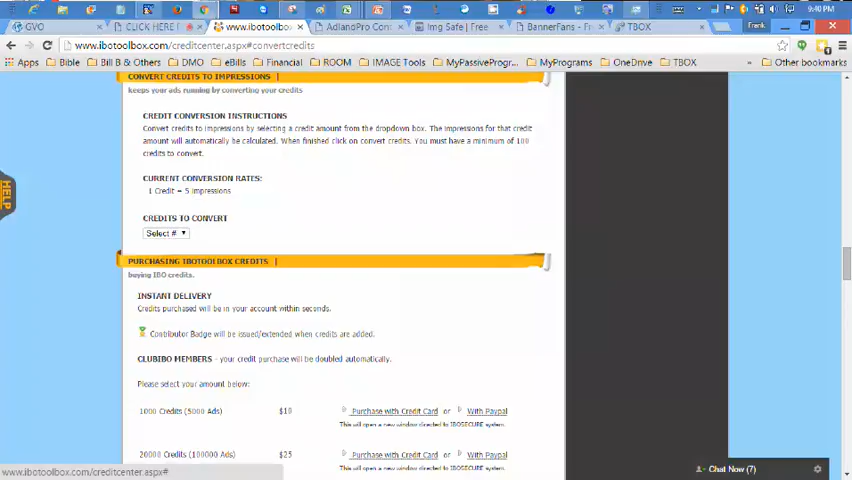 9:40 PM
GVO
CLICK HERE
www.ibotoolbox
AdlandPro Con
Img Safe | Free
BannerFans - Fr
TBOX
Frank
www.ibotoolbox.com/creditcenter.aspx#convertcredits
Apps Bible Bill B & Others DMO eBills Financial ROOM IMAGE Tools MyPassiveProgr... MyPrograms OneDrive TBOX Other bookmarks
CONVERT CREDITS TO IMPRESSIONS |
keeps your ads running by converting your credits
CREDIT CONVERSION INSTRUCTIONS
Convert credits to impressions by selecting a credit amount from the dropdown box. The impressions for that credit
amount will automatically be calculated. When finished click on convert credits. You must have a minimum of 100
credits to convert.
CURRENT CONVERSION RATES:
1 Credit = 5 Impressions
CREDITS TO CONVERT
Select #
HELP
PURCHASING IBOTOOLBOX CREDITS |
buying IBO credits.
INSTANT DELIVERY
Credits purchased will be in your account within seconds.
Contributor Badge will be issued/extended when credits are added.
CLUBIBO MEMBERS - your credit purchase will be doubled automatically.
Please select your amount below:
1000 Credits (5000 Ads) $10 Purchase with Credit Card or With Paypal
This will open a new window directed to IBOSECURE system.
20000 Credits (100000 Ads) $25 Purchase with Credit Card or With Paypal
This will open a new window directed to IBOSECURE system.
www.ibotoolbox.com/creditcenter.aspx#
Chat Now (7)